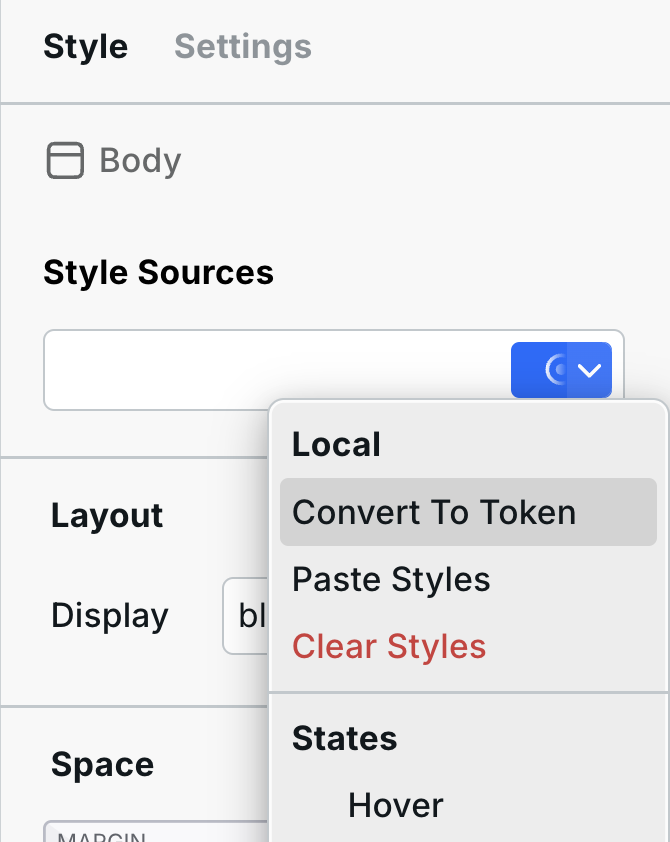 Style Settings
Body
Style Sources
Local
Convert To Token
Paste Styles
Clear Styles
Layout
Display bl
States
Hover
Space
MARGIN